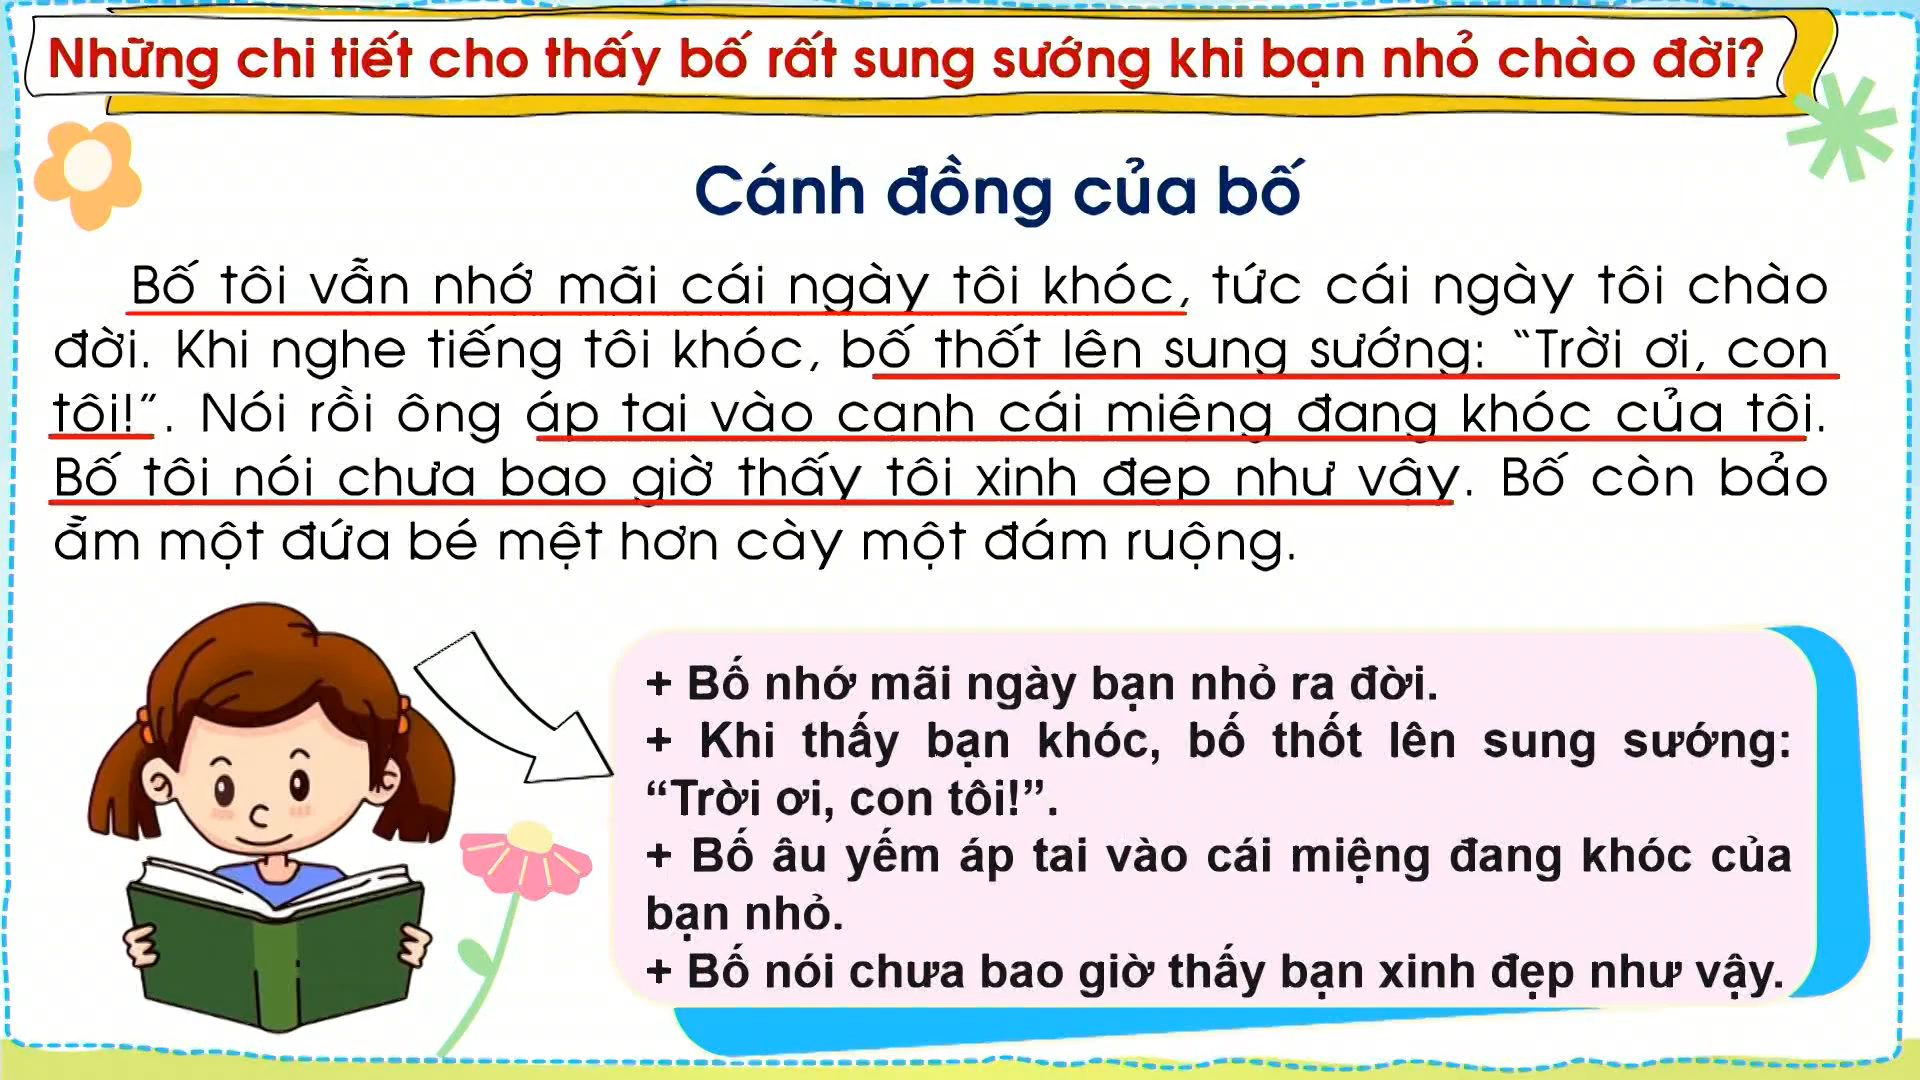 Những chi tiết cho thấy bố rất sung sướng khi bạn nhỏ chào đời?
Cánh đồng của bố
Bố tôi vẫn nhớ mãi cái ngày tôi khóc, tức cái ngày tôi chào
đời. Khi nghe tiếng tôi khóc, bố thốt lên sung sướng: “Trời ơi, con
tôi!”. Nói rồi ông áp tai vào cạnh cái miệng đang khóc của tôi.
Bố tôi nói chưa bao giờ thấy tôi xinh đẹp như vậy. Bố còn bảo
ẵm một đứa bé mệt hơn cày một đám ruộng.
+ Bố nhớ mãi ngày bạn nhỏ ra đời.
+ Khi thấy bạn khóc, bố thốt lên sung sướng:
“Trời ơi, con tôi!”.
+ Bố âu yếm áp tai vào cái miệng đang khóc của
bạn nhỏ.
+ Bố nói chưa bao giờ thấy bạn xinh đẹp như vậy.